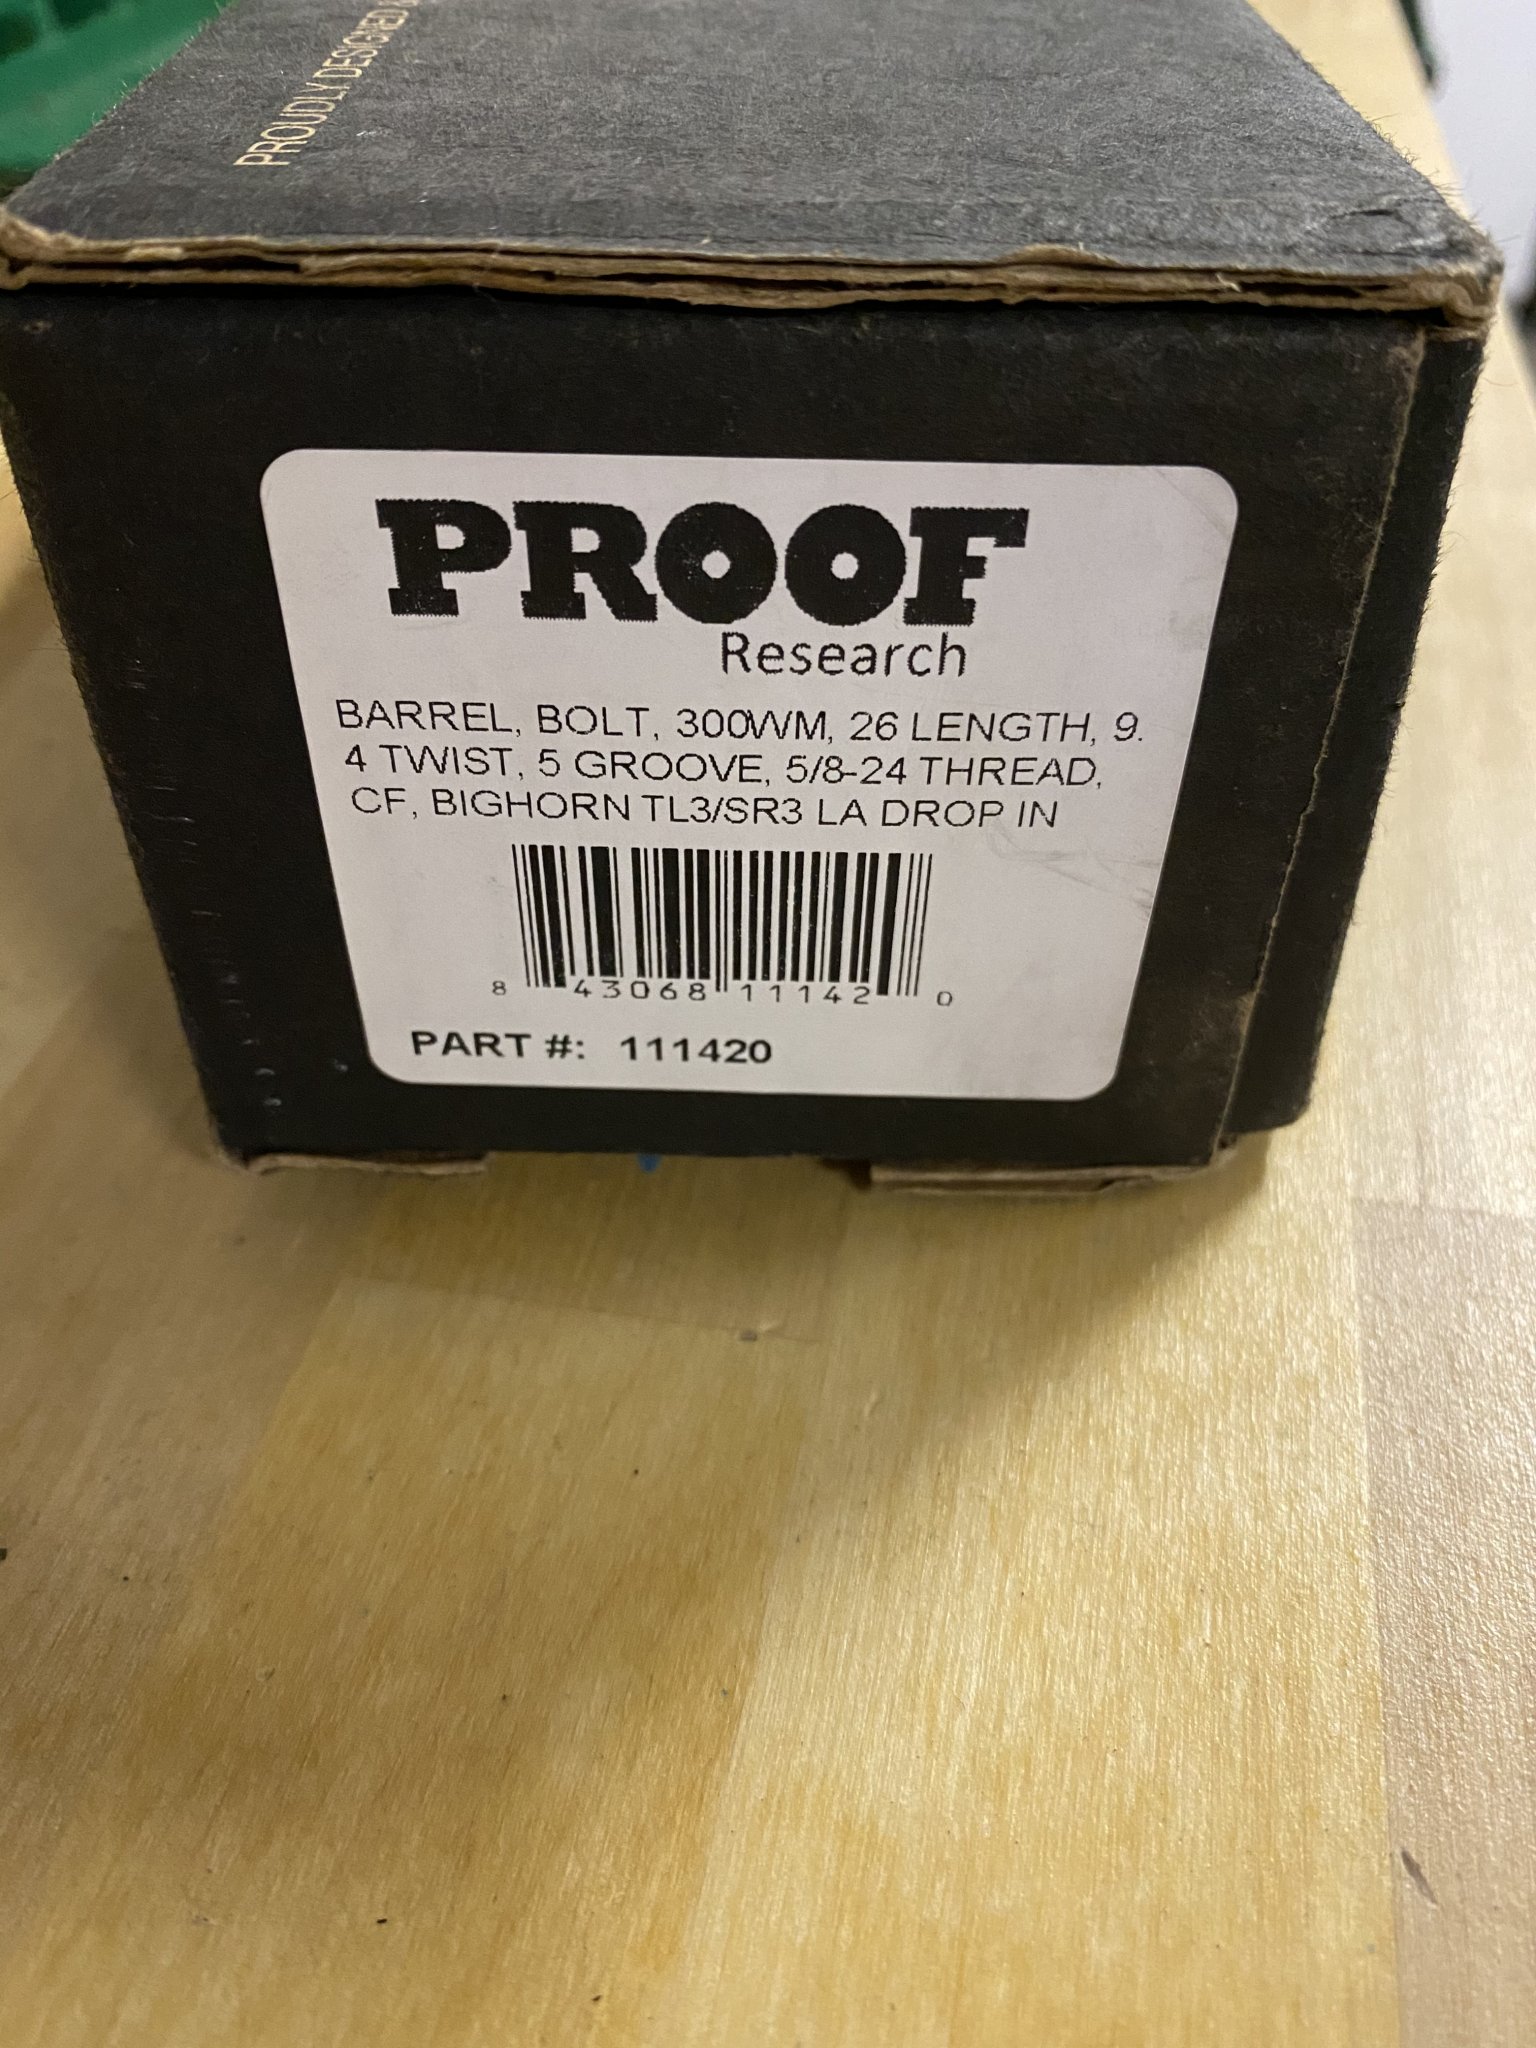 PROUDLY DESIGNED &
PROOF
Research
BARREL, BOLT, 300WM, 26 LENGTH, 9.
4 TWIST, 5 GROOVE, 5/8-24 THREAD,
CF, BIGHORN TL3/SR3 LA DROP IN
8 43068 11142 0
PART #: 111420